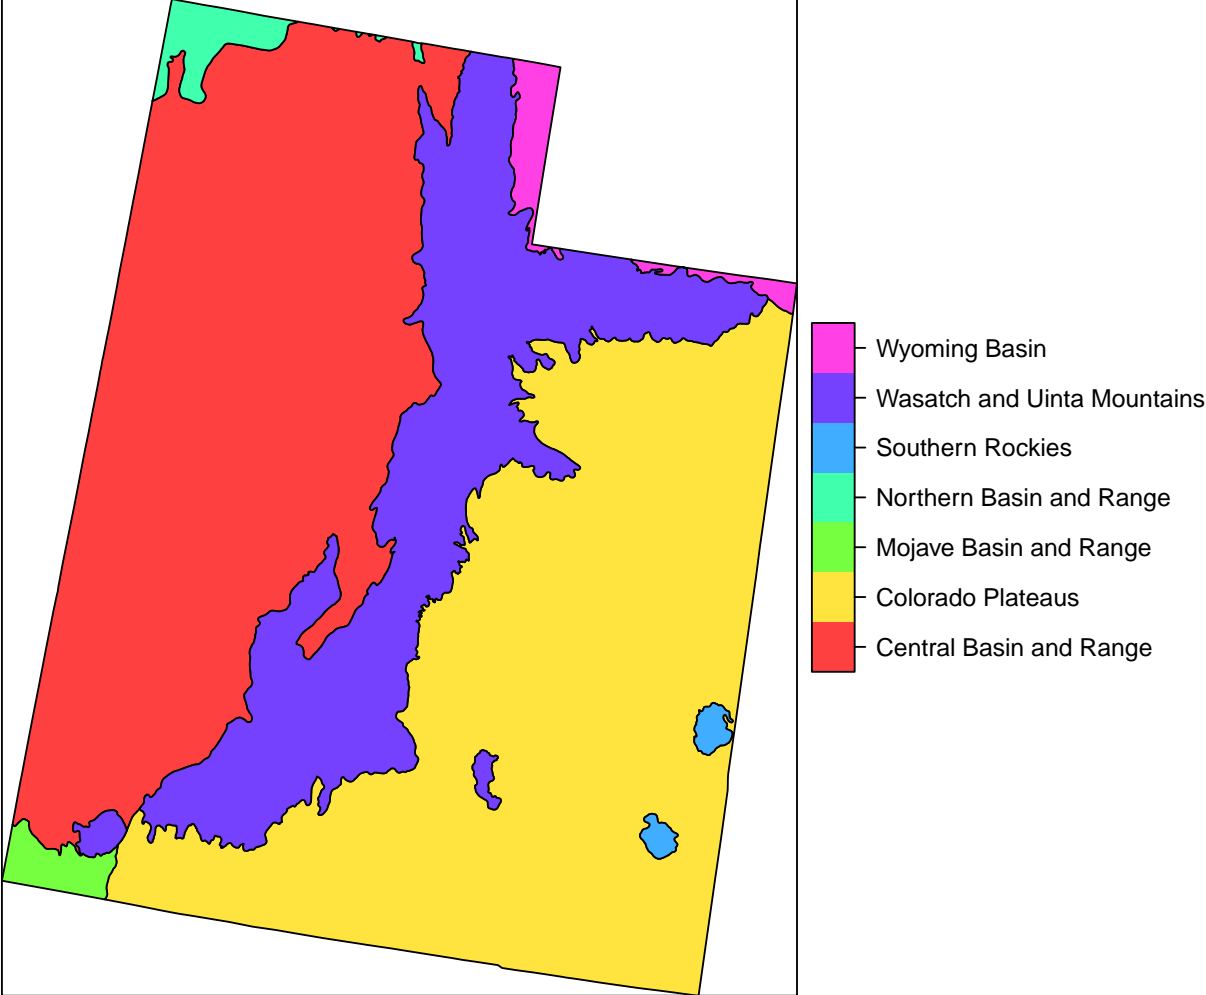 Wyoming Basin
Wasatch and Uinta Mountains
Southern Rockies
Northern Basin and Range
Mojave Basin and Range
Colorado Plateaus
Central Basin and Range